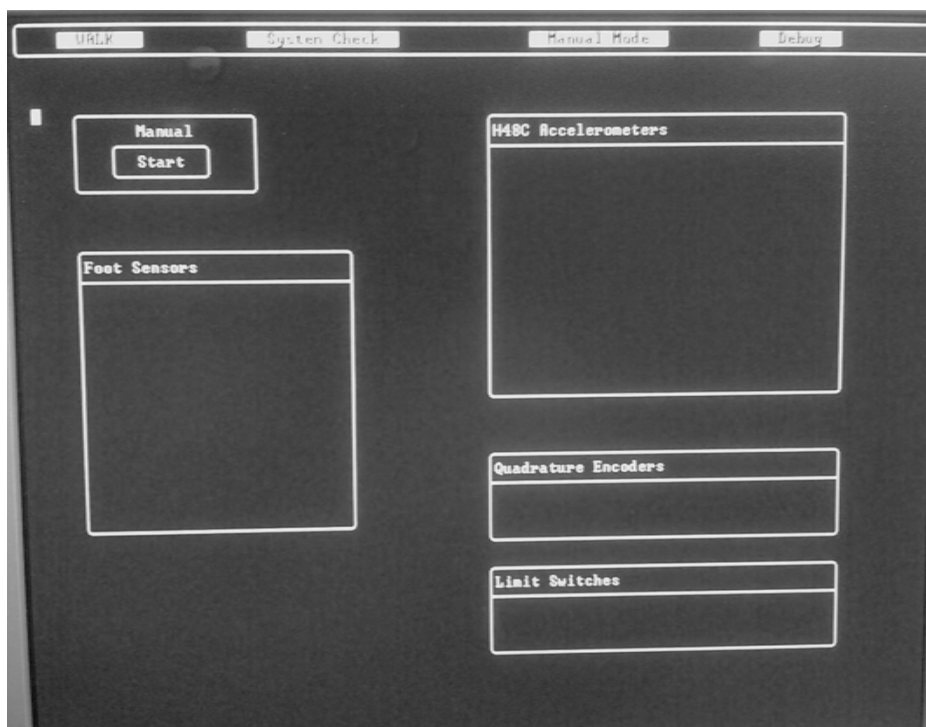 WALK System Check Manual Mode Debug
Manual
Start
H48C Accelerometers
Foot Sensors
Quadrature Encoders
Limit Switches